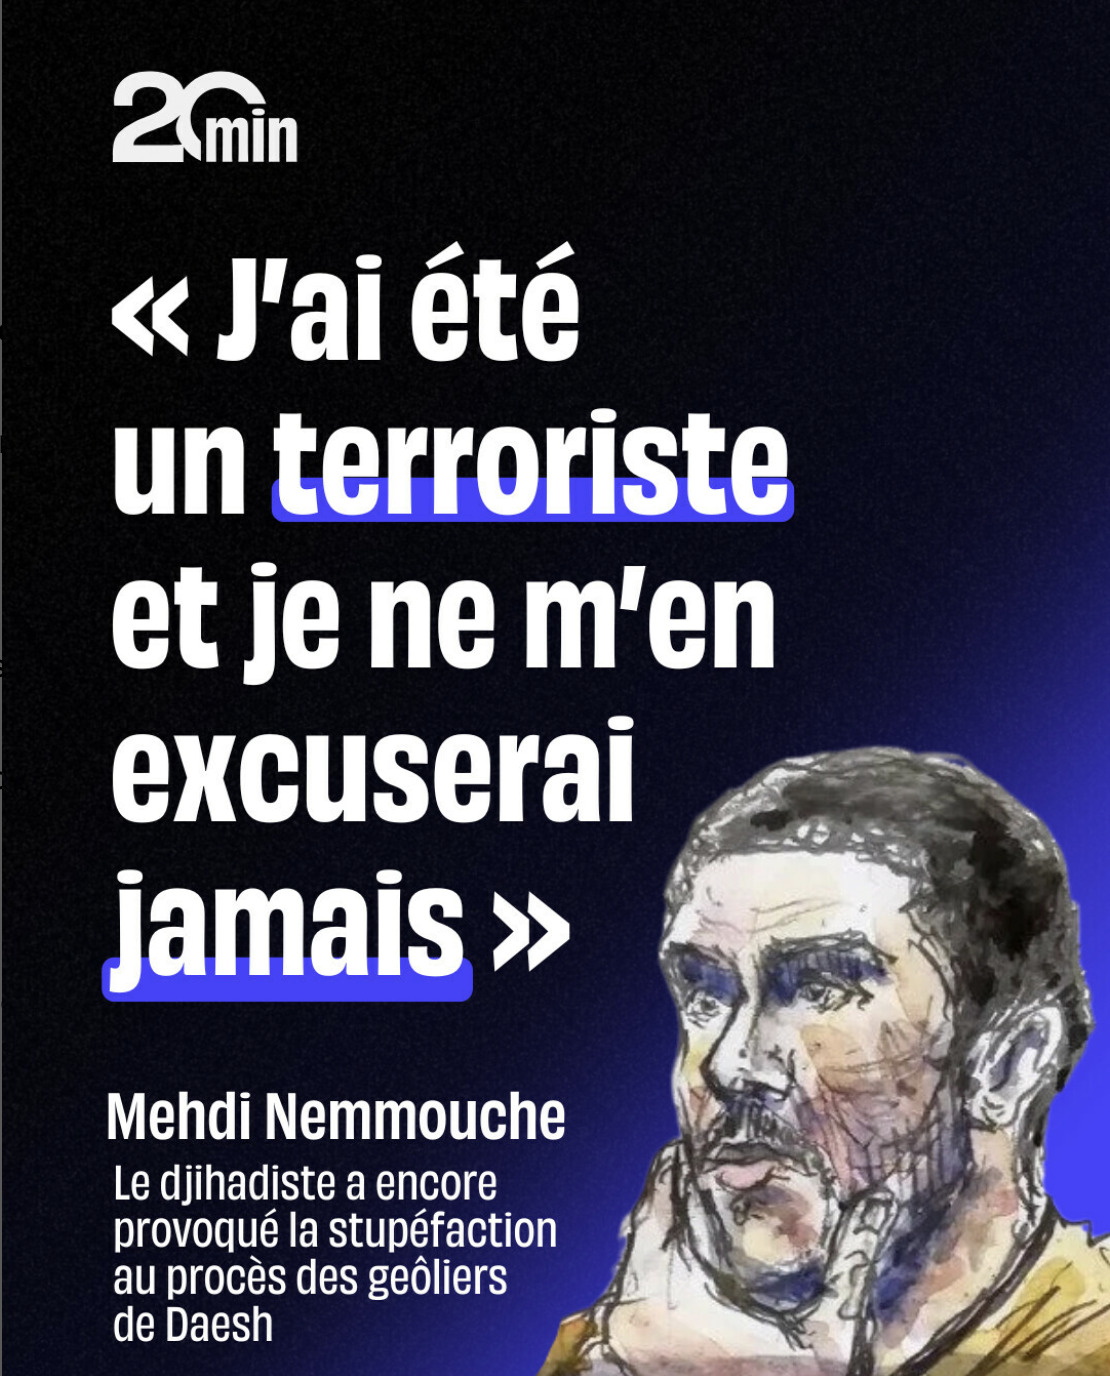 20min
« J’ai été
un terroriste
et je ne m’en
excuserai
jamais »
Mehdi Nemmouche
Le djihadiste a encore
provoqué la stupéfaction
au procès des geôliers
de Daesh